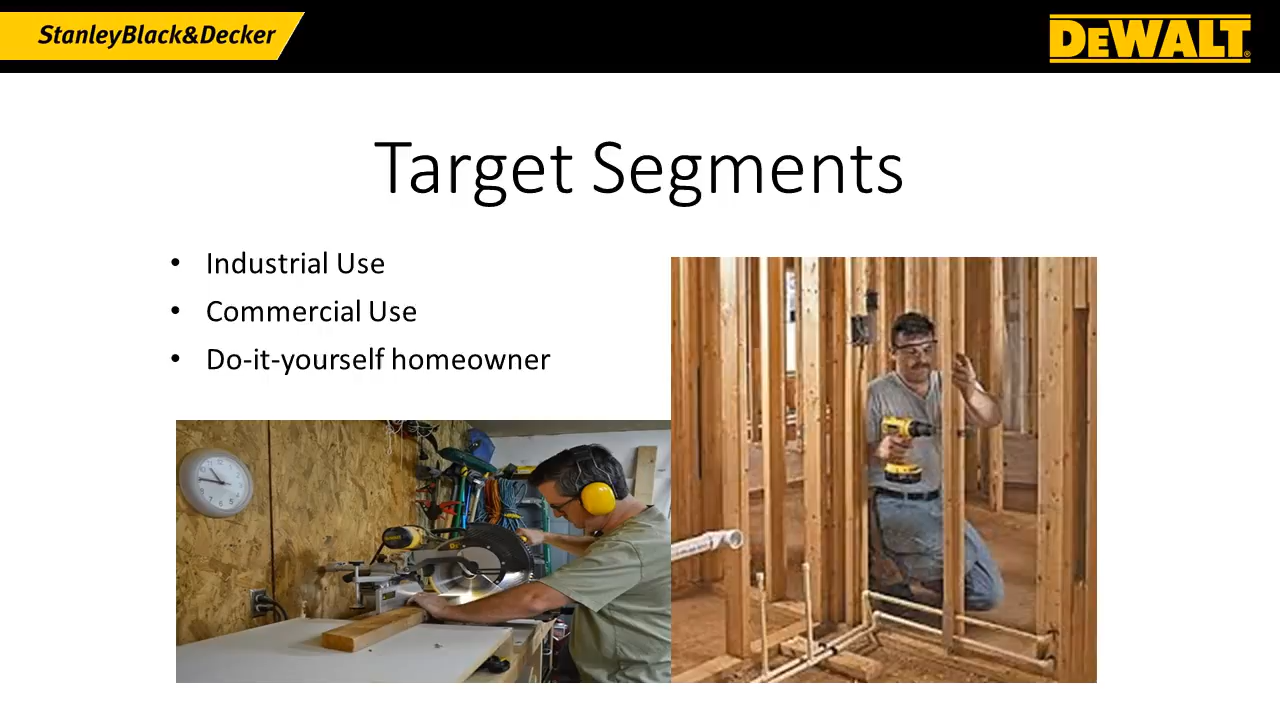 StanleyBlack&Decker
DEWALT®
Target Segments
• Industrial Use
• Commercial Use
• Do-it-yourself homeowner